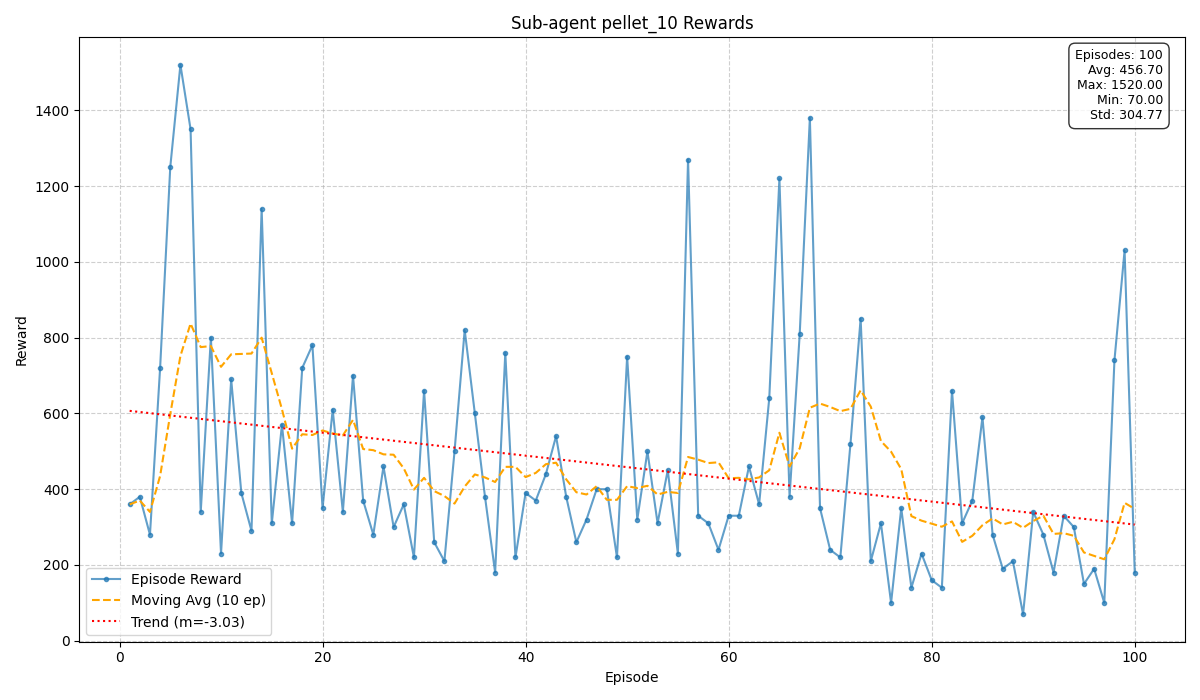 Sub-agent pellet_10 Rewards
Episodes: 100
Avg: 456.70
Max: 1520.00
Min: 70.00
Std: 304.77
Reward
1400
1200
1000
800
600
400
200
0
Episode Reward
Moving Avg (10 ep)
Trend (m=-3.03)
0 20 40 60 80 100
Episode